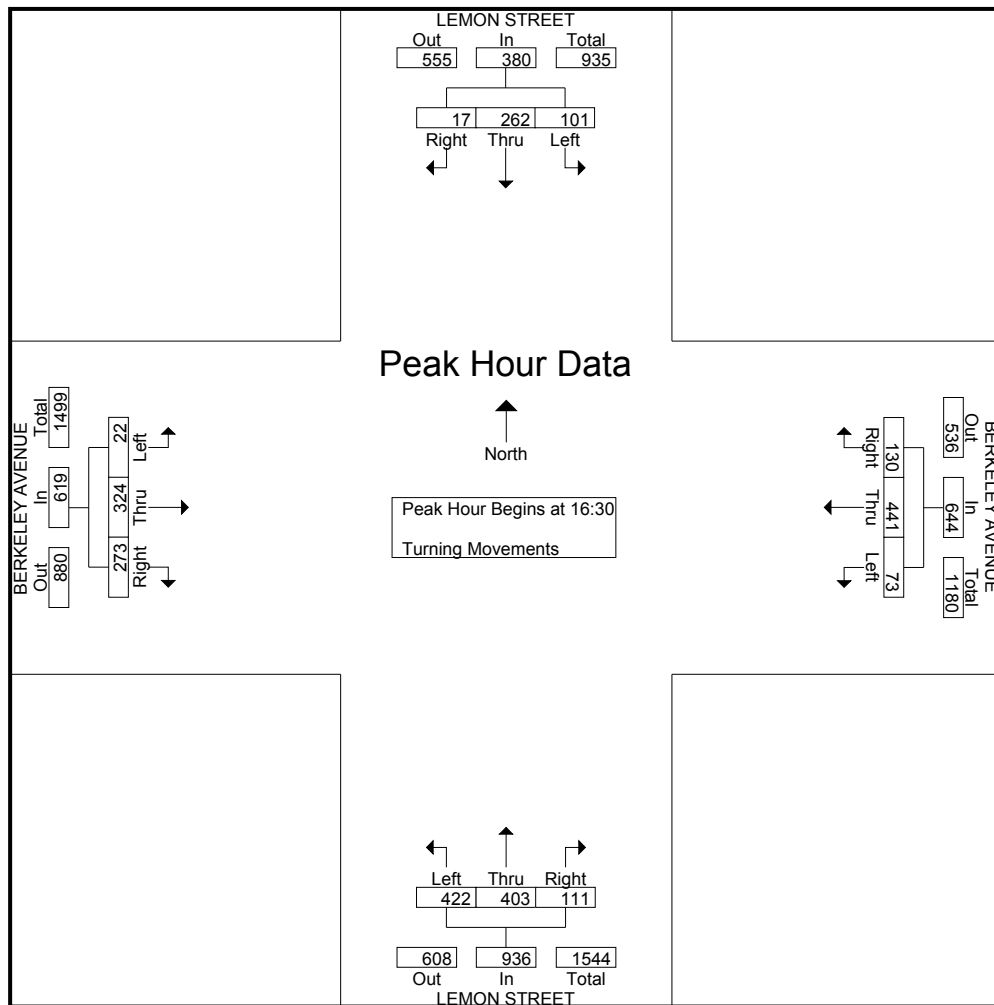 LEMON STREET
Out In Total
555 380 935
17 262 101
Right Thru Left
Peak Hour Data
North
Peak Hour Begins at 16:30
Turning Movements
BERKELEY AVENUE
Total In Out
1499 619 880
22 324 273
Left Thru Right
BERKELEY AVENUE
Out In Total
536 644 1180
130 441 73
Right Thru Left
Left Thru Right
422 403 111
608 936 1544
Out In Total
LEMON STREET